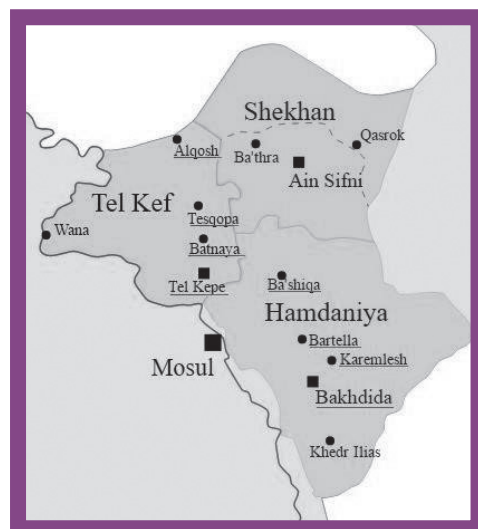 Shekhan
Qasrok
Alqosh
Ba'thra
Ain Sifni
Tel Kef
Tesqopa
Wana
Batnaya
Tel Kepe
Ba'shiqa
Hamdaniya
Bartella
Mosul
Karemlesh
Bakhdida
Khedr Ilias